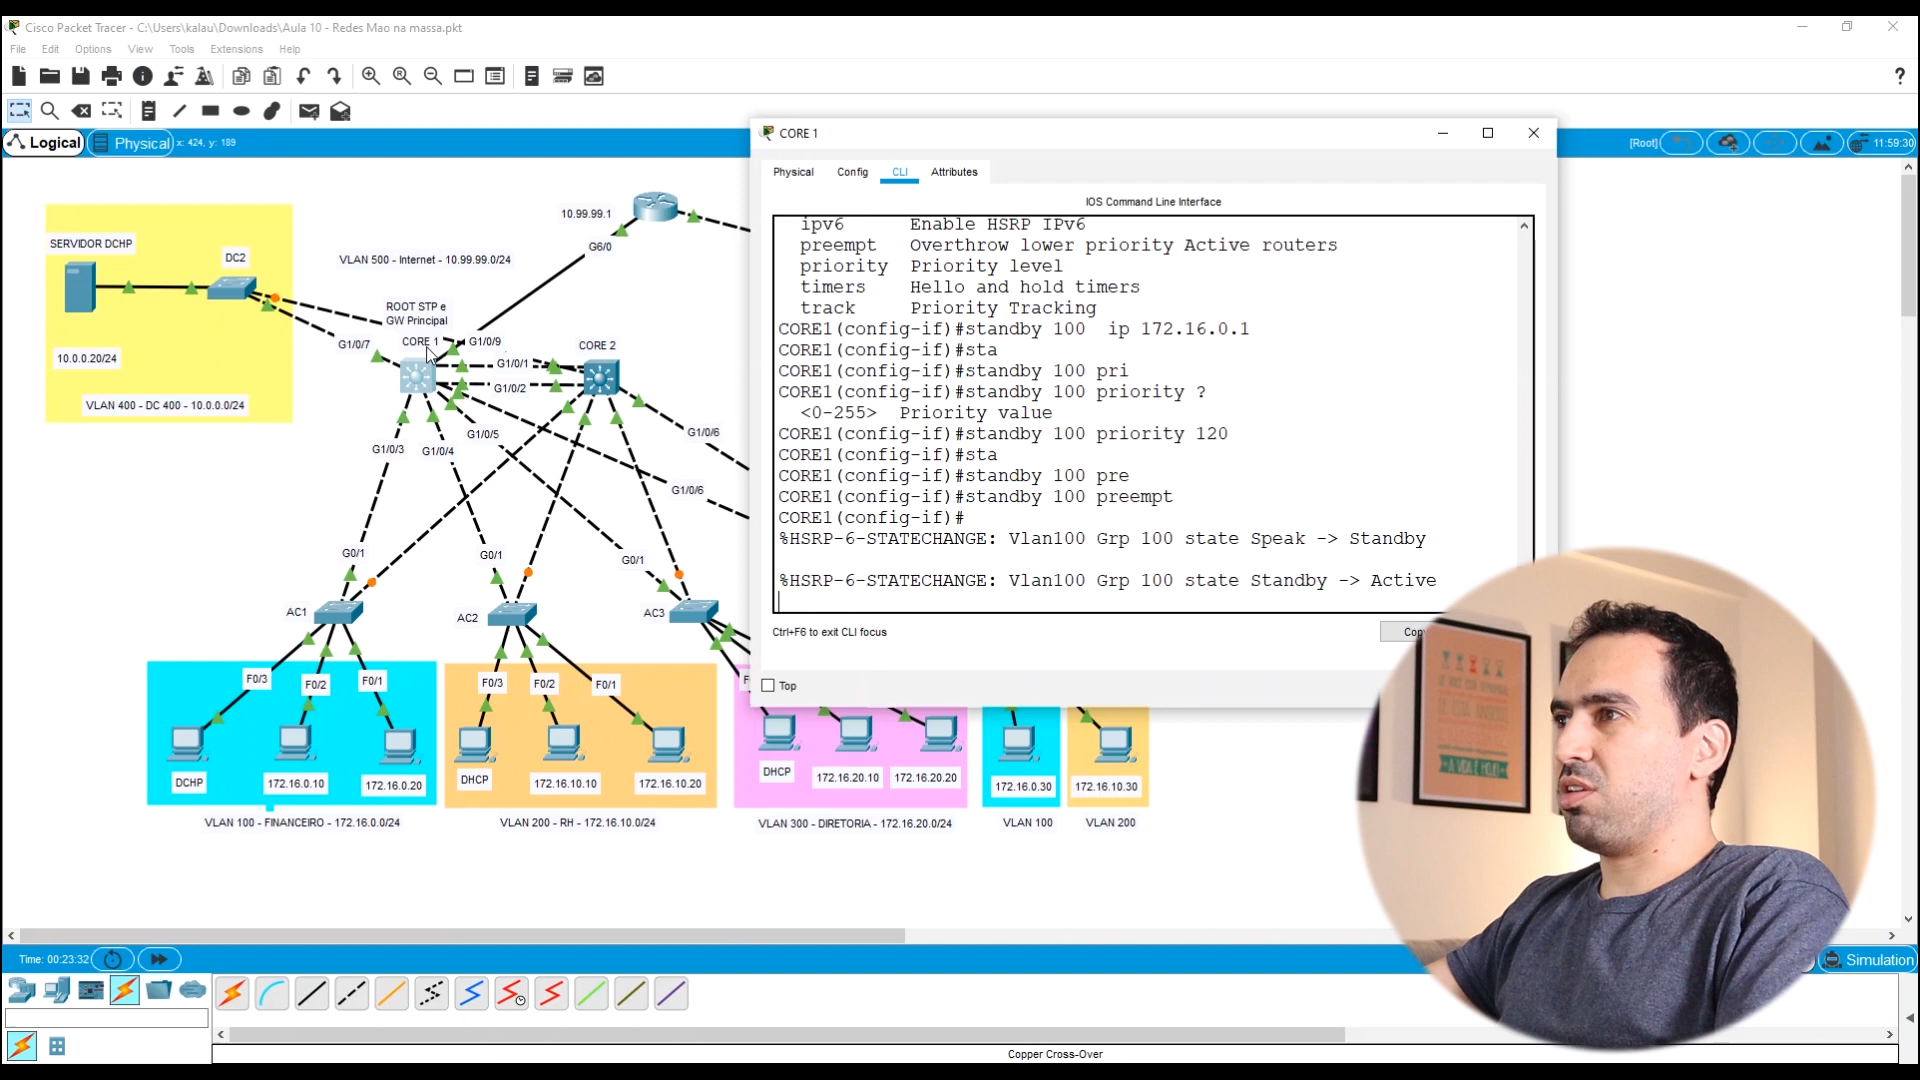 Cisco Packet Tracer - C:\Users\kalau\Downloads\Aula 10 - Redes Mao na massa.pkt
File Edit Options View Tools Extensions Help
?
Logical
Physical
x: 424, y: 189
[Root]
11:59:30
CORE 1
Physical Config CLI Attributes
IOS Command Line Interface
ipv6 Enable HSRP IPv6
preempt Overthrow lower priority Active routers
priority Priority level
timers Hello and hold timers
track Priority Tracking
CORE1(config-if)#standby 100  ip 172.16.0.1
CORE1(config-if)#sta
CORE1(config-if)#standby 100 pri
CORE1(config-if)#standby 100 priority ?
<0-255>  Priority value
CORE1(config-if)#standby 100 priority 120
CORE1(config-if)#sta
CORE1(config-if)#standby 100 pre
CORE1(config-if)#standby 100 preempt
CORE1(config-if)#
%HSRP-6-STATECHANGE: Vlan100 Grp 100 state Speak -> Standby
%HSRP-6-STATECHANGE: Vlan100 Grp 100 state Standby -> Active
Ctrl+F6 to exit CLI focus
Top
SERVIDOR DCHP
DC2
10.0.0.20/24
VLAN 400 - DC 400 - 10.0.0.0/24
10.99.99.1
G6/0
VLAN 500 - Internet - 10.99.99.0/24
ROOT STP e
GW Principal
CORE 1
G1/0/9
CORE 2
G1/0/7
G1/0/1
G1/0/2
G1/0/3
G1/0/4
G1/0/5
G1/0/6
G1/0/6
G0/1
G0/1
G0/1
AC1
AC2
AC3
F0/3
F0/2
F0/1
F0/3
F0/2
F0/1
DCHP
172.16.0.10
172.16.0.20
DHCP
172.16.10.10
172.16.10.20
DHCP
172.16.20.10
172.16.20.20
172.16.0.30
172.16.10.30
VLAN 100 - FINANCEIRO - 172.16.0.0/24
VLAN 200 - RH - 172.16.10.0/24
VLAN 300 - DIRETORIA - 172.16.20.0/24
VLAN 100
VLAN 200
A VIDA É HOJE!
Time: 00:23:32
Simulation
Copper Cross-Over